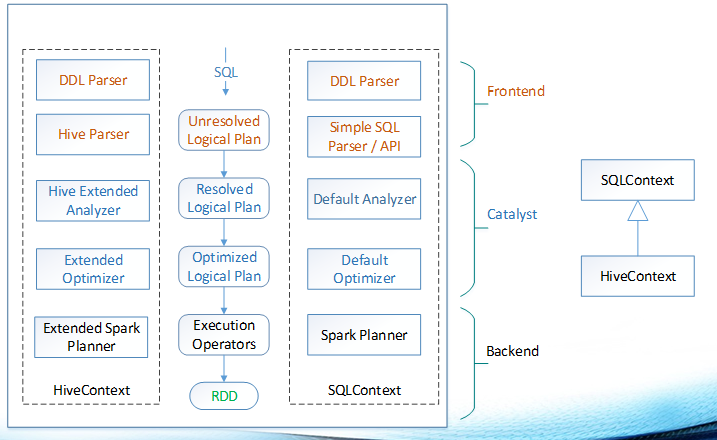 DDL Parser
Hive Parser
Hive Extended
Analyzer
Extended
Optimizer
Extended Spark
Planner
HiveContext
SQL
Unresolved
Logical Plan
Resolved
Logical Plan
Optimized
Logical Plan
Execution
Operators
RDD
DDL Parser
Simple SQL
Parser / API
Default Analyzer
Default
Optimizer
Spark Planner
SQLContext
Frontend
Catalyst
Backend
SQLContext
HiveContext